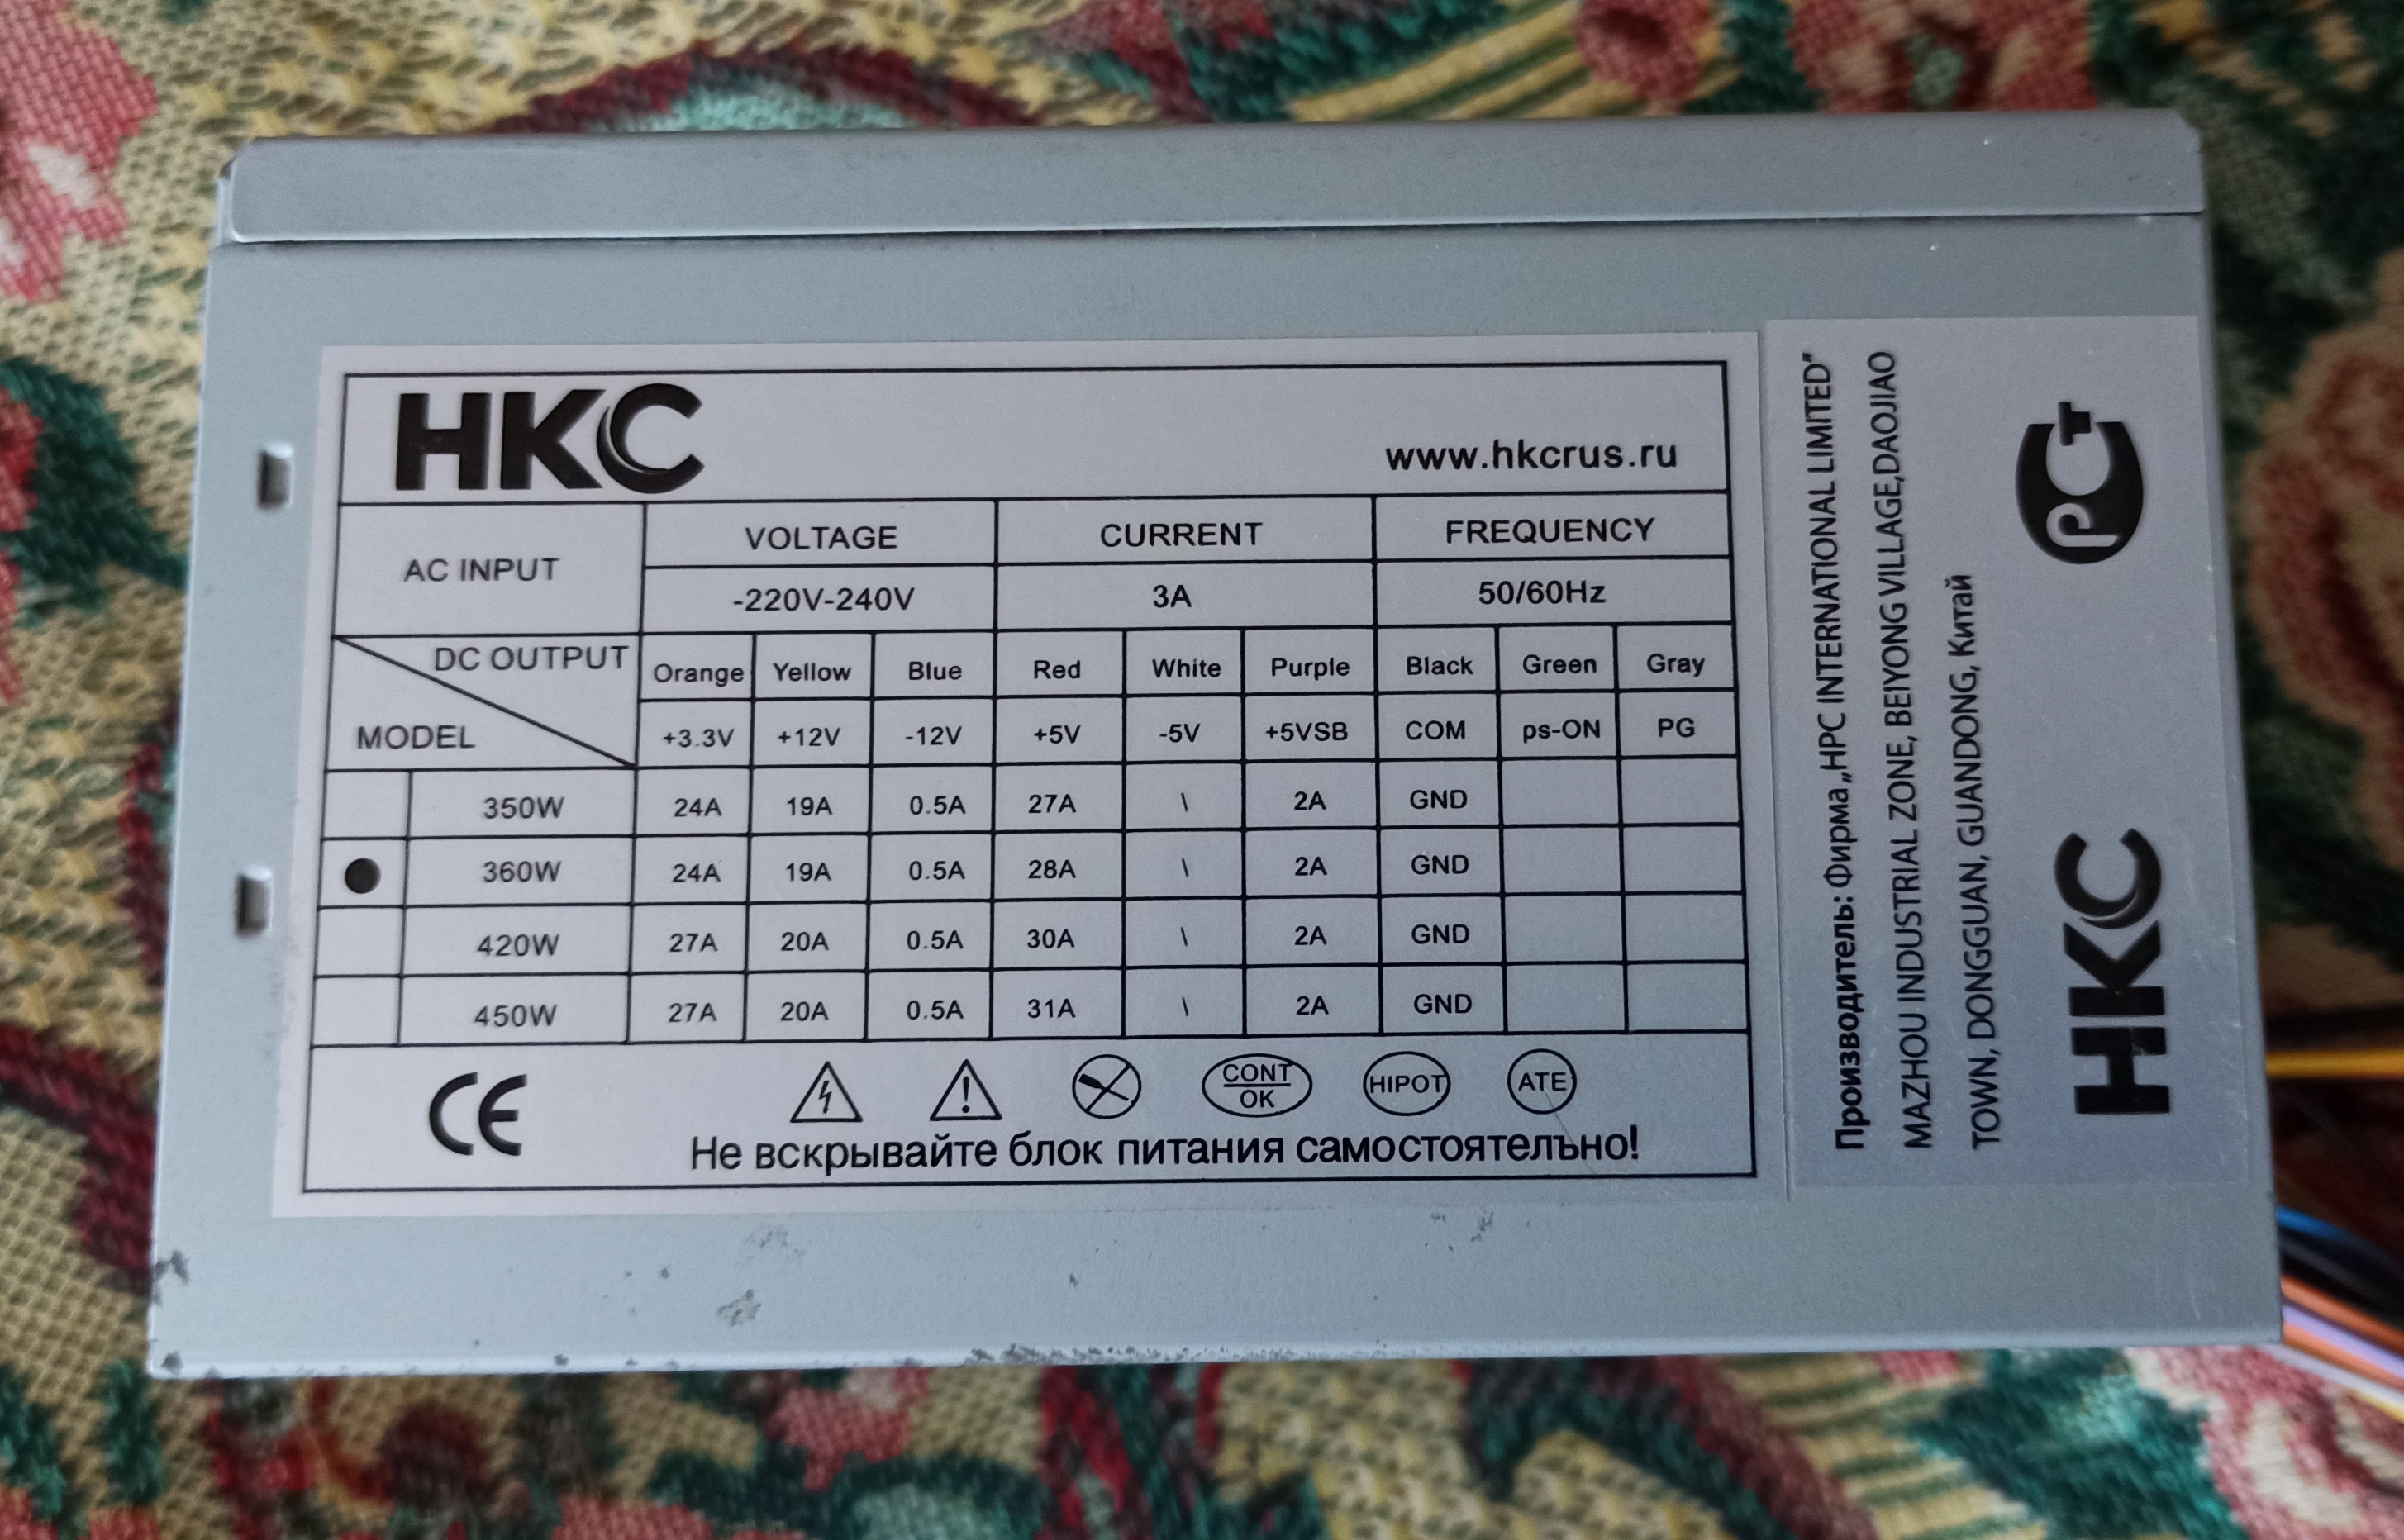 HKC
www.hkcrus.ru
AC INPUT VOLTAGE CURRENT FREQUENCY
-220V-240V 3A 50/60Hz
DC OUTPUT Orange Yellow Blue Red White Purple Black Green Gray
MODEL +3.3V +12V -12V +5V -5V +5VSB COM ps-ON PG
350W 24A 19A 0.5A 27A \ 2A GND
360W 24A 19A 0.5A 28A \ 2A GND
420W 27A 20A 0.5A 30A \ 2A GND
450W 27A 20A 0.5A 31A \ 2A GND
CE
CONT
OK
HIPOT
ATE
Не вскрывайте блок питания самостоятельно!
Производитель: Фирма „HPC INTERNATIONAL LIMITED”
MAZHOU INDUSTRIAL ZONE, BEIYONG VILLAGE,DAOJIAO
TOWN, DONGGUAN, GUANDONG, Китай
РСТ
HKC